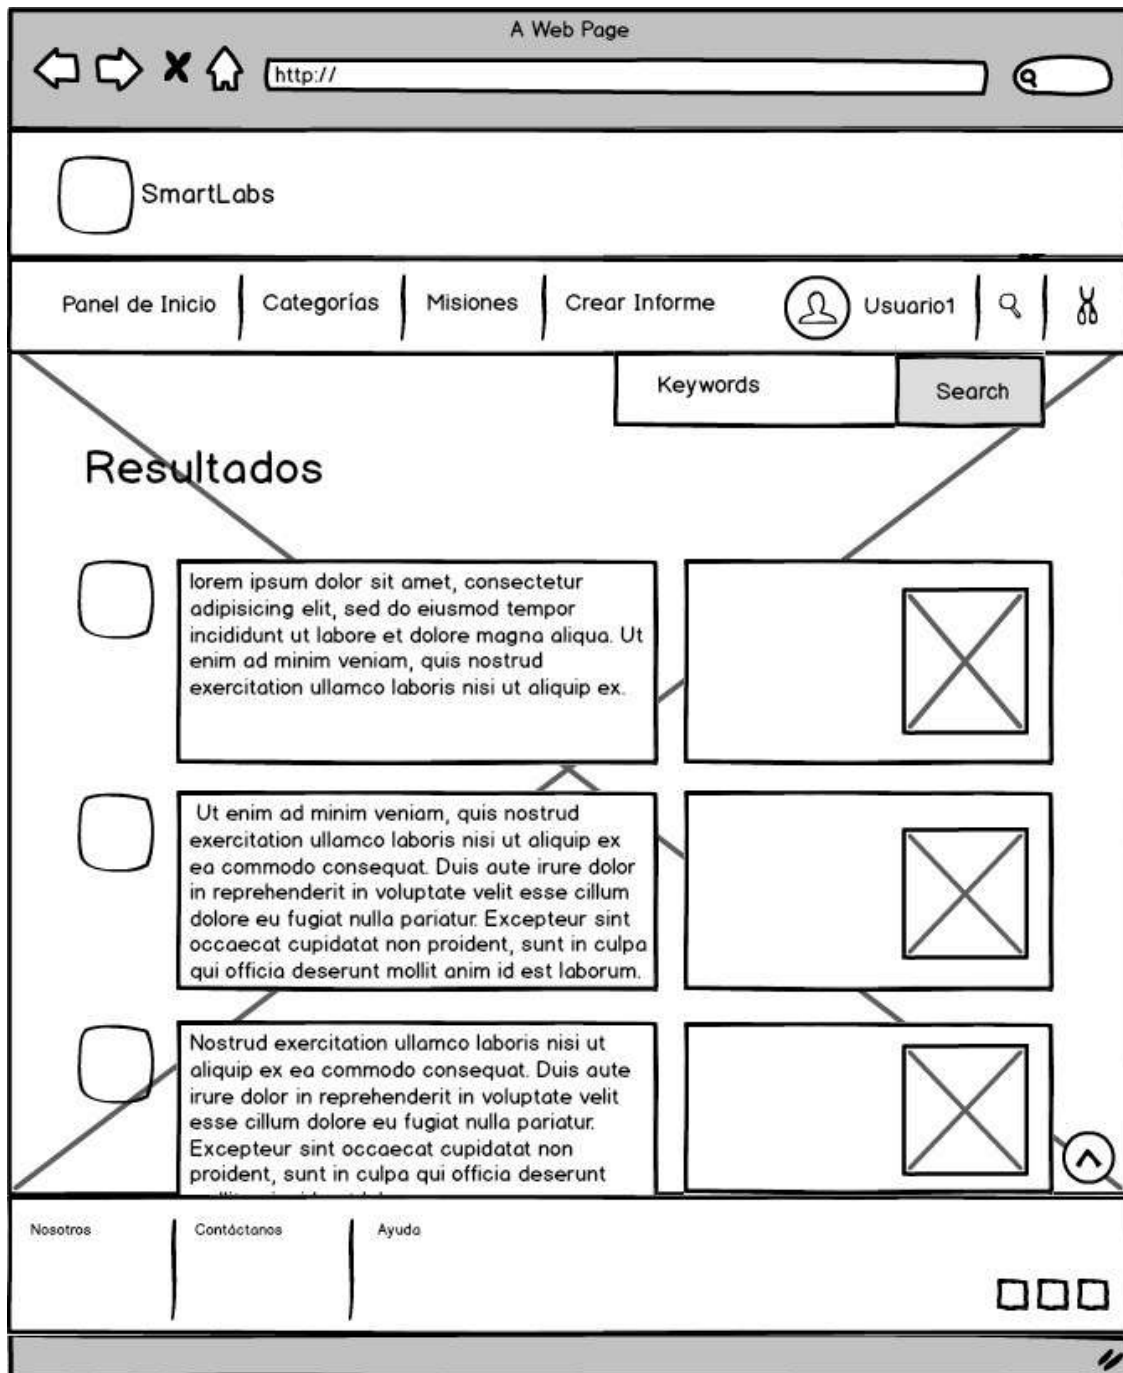 A Web Page
http://
SmartLabs
Panel de Inicio
Categorías
Misiones
Crear Informe
Usuario1
Keywords
Search
Resultados
lorem ipsum dolor sit amet, consectetur
adipisicing elit, sed do eiusmod tempor
incididunt ut labore et dolore magna aliqua. Ut
enim ad minim veniam, quis nostrud
exercitation ullamco laboris nisi ut aliquip ex.
Ut enim ad minim veniam, quis nostrud
exercitation ullamco laboris nisi ut aliquip ex
ea commodo consequat. Duis aute irure dolor
in reprehenderit in voluptate velit esse cillum
dolore eu fugiat nulla pariatur. Excepteur sint
occaecat cupidatat non proident, sunt in culpa
qui officia deserunt mollit anim id est laborum.
Nostrud exercitation ullamco laboris nisi ut
aliquip ex ea commodo consequat. Duis aute
irure dolor in reprehenderit in voluptate velit
esse cillum dolore eu fugiat nulla pariatur.
Excepteur sint occaecat cupidatat non
proident, sunt in culpa qui officia deserunt
Nosotros
Contáctanos
Ayuda